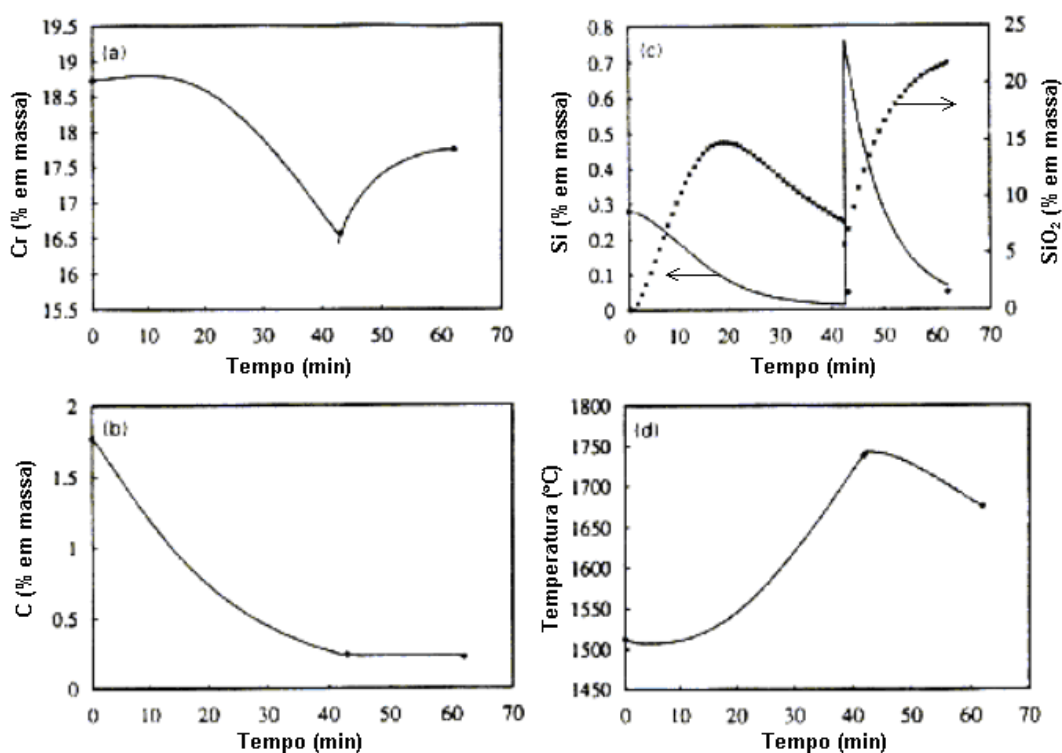 (a)
Cr (% em massa)
19.5
19
18.5
18
17.5
17
16.5
16
15.5
0 10 20 30 40 50 60 70
Tempo (min)
(c)
Si (% em massa)
0.8
0.7
0.6
0.5
0.4
0.3
0.2
0.1
0
25
20
15
10
5
0
SiO₂ (% em massa)
0 10 20 30 40 50 60 70
Tempo (min)
(b)
C (% em massa)
2
1.5
1
0.5
0
0 10 20 30 40 50 60 70
Tempo (min)
(d)
Temperatura (ºC)
1800
1750
1700
1650
1600
1550
1500
1450
0 10 20 30 40 50 60 70
Tempo (min)